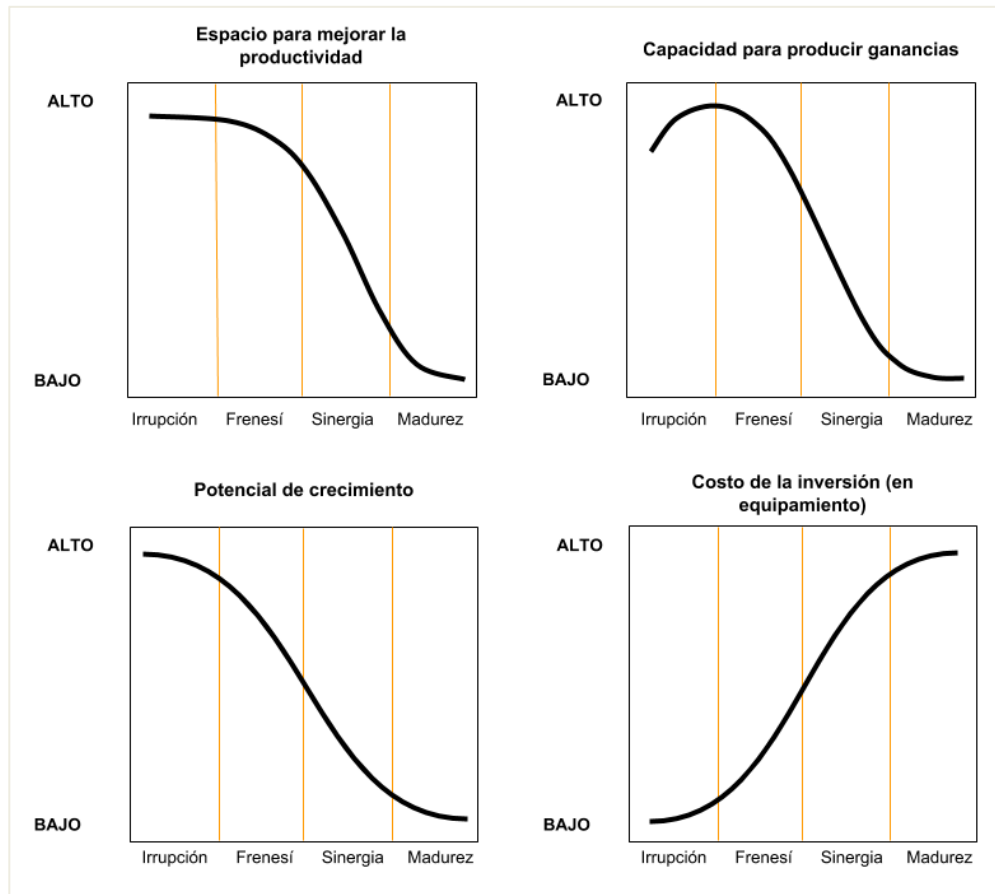 Espacio para mejorar la
productividad
ALTO
BAJO
Irrupción Frenesí Sinergia Madurez
Capacidad para producir ganancias
ALTO
BAJO
Irrupción Frenesí Sinergia Madurez
Potencial de crecimiento
ALTO
BAJO
Irrupción Frenesí Sinergia Madurez
Costo de la inversión (en
equipamiento)
ALTO
BAJO
Irrupción Frenesí Sinergia Madurez